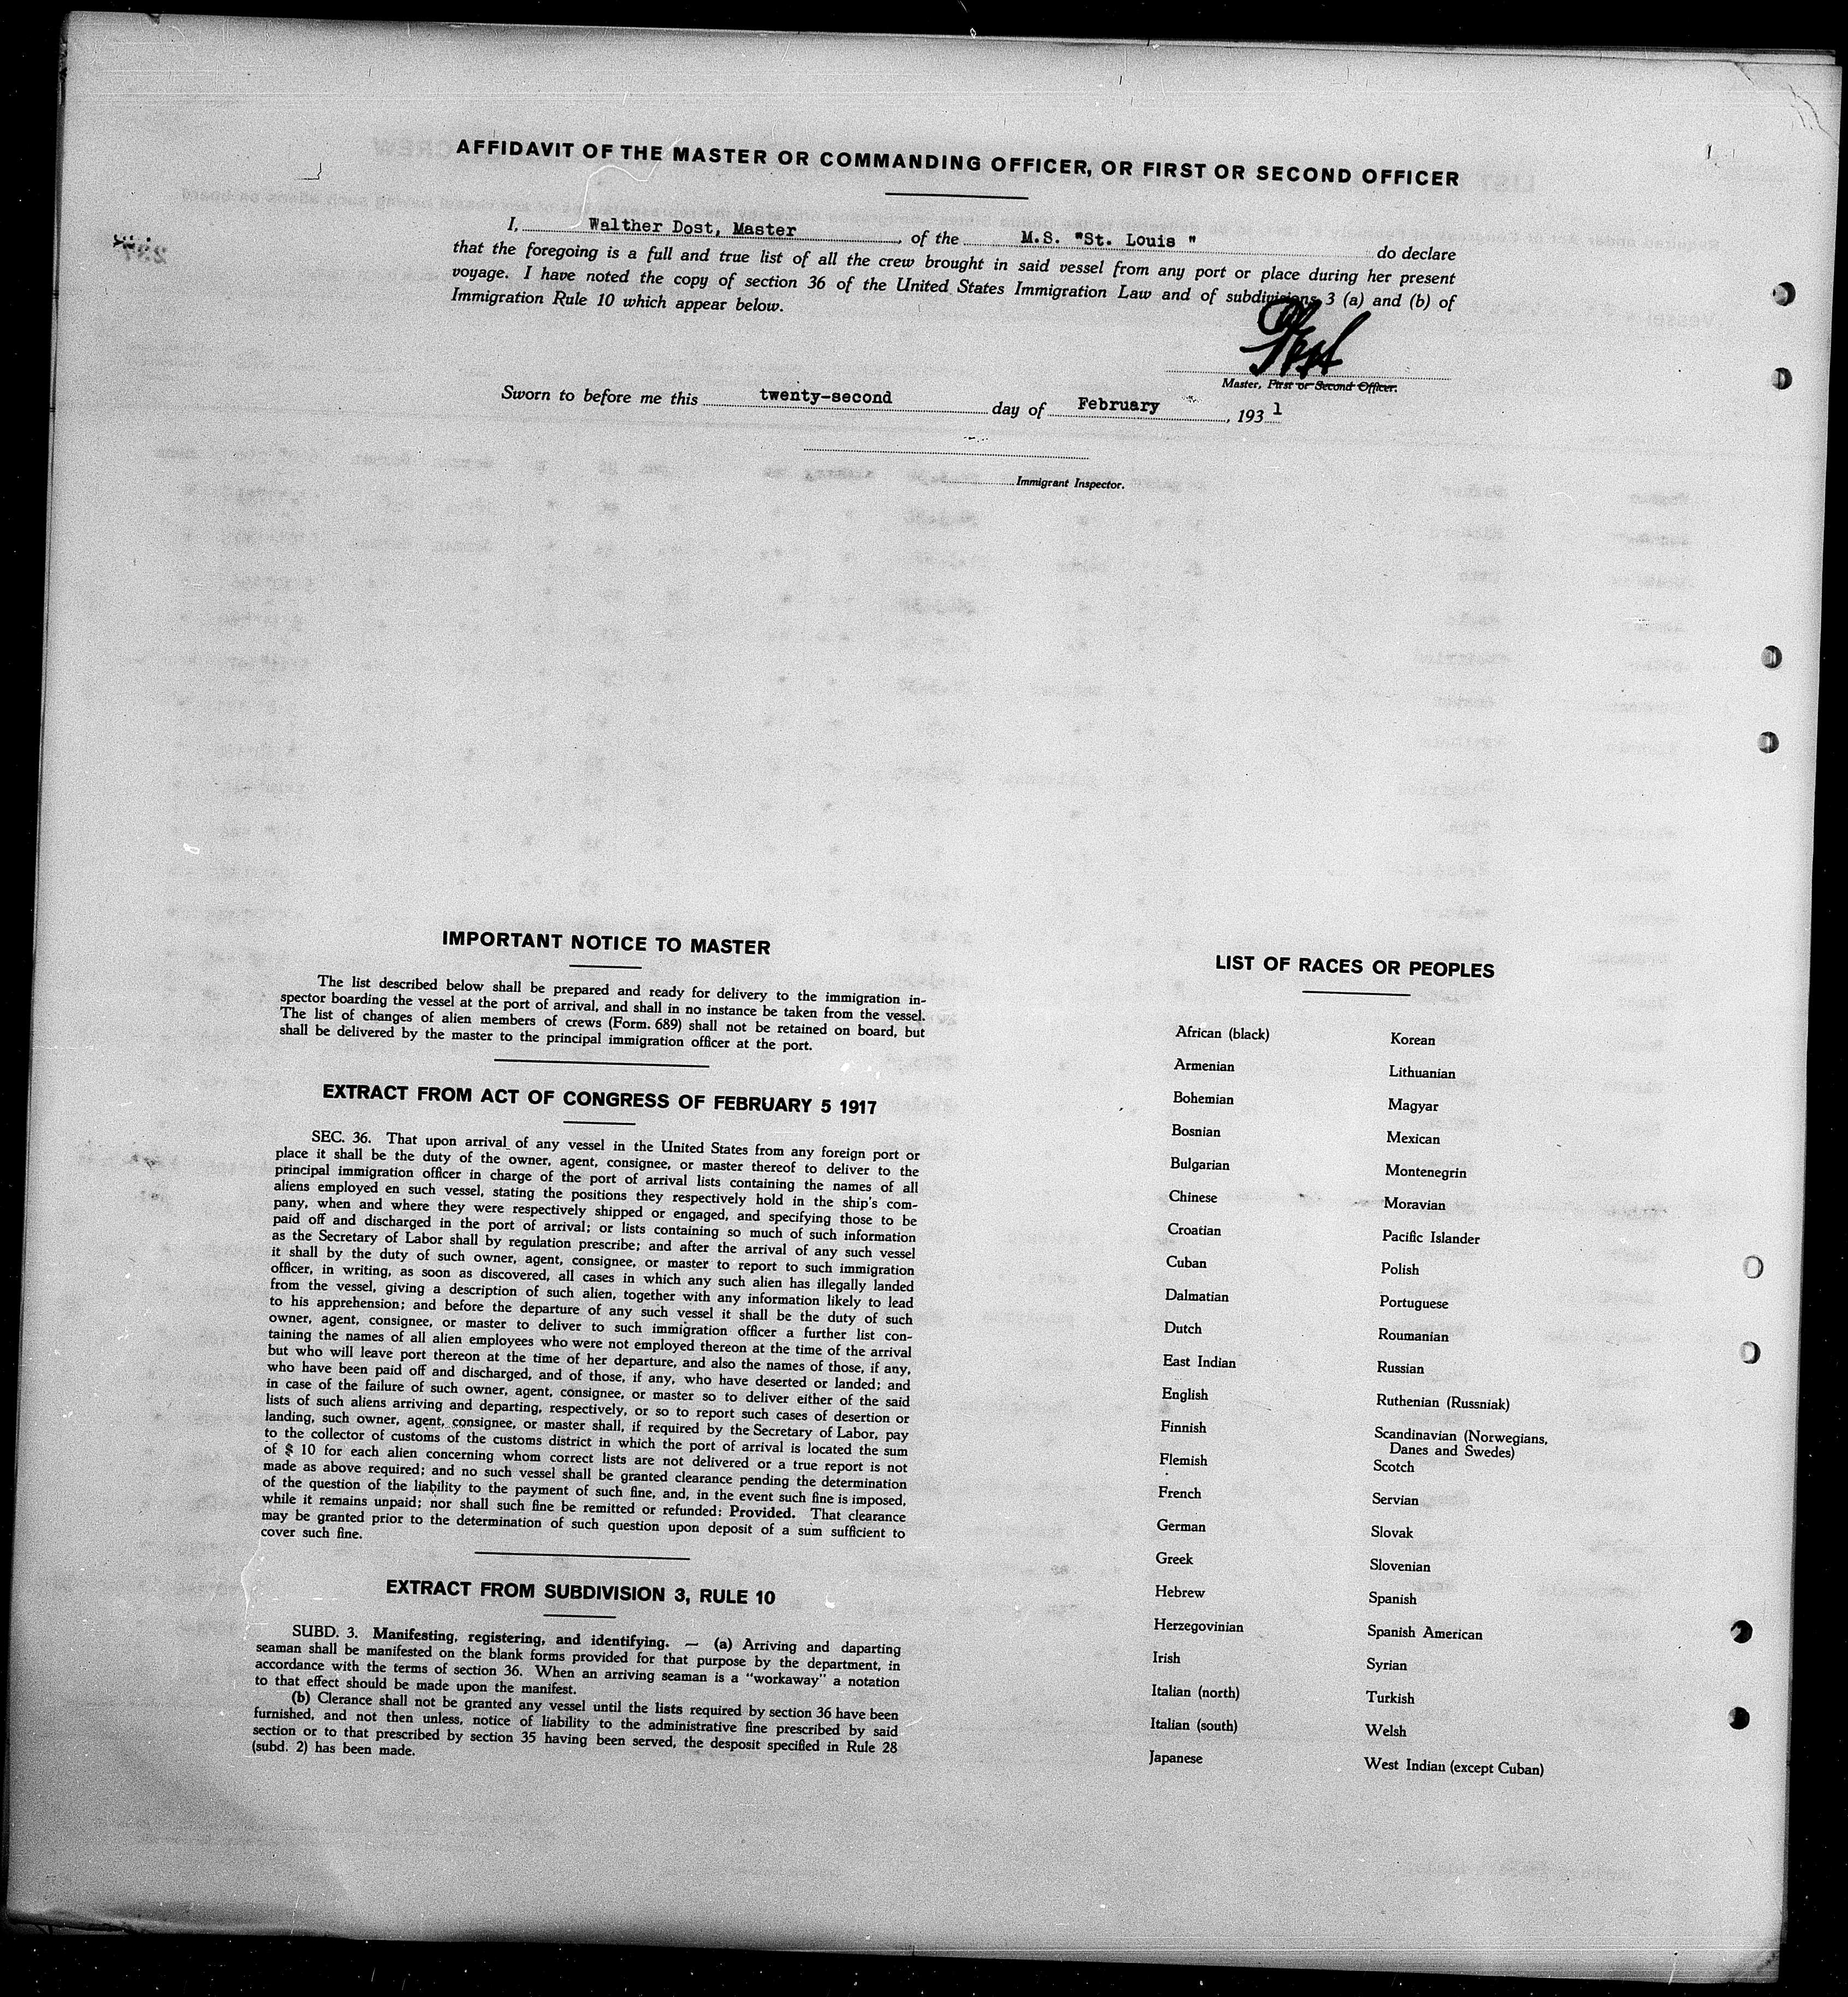 AFFIDAVIT OF THE MASTER OR COMMANDING OFFICER, OR FIRST OR SECOND OFFICER
I, Walther Dost, Master, of the M.S. "St. Louis " do declare
that the foregoing is a full and true list of all the crew brought in said vessel from any port or place during her present
voyage. I have noted the copy of section 36 of the United States Immigration Law and of subdivisions 3 (a) and (b) of
Immigration Rule 10 which appear below.
Master, First or Second Officer.
Sworn to before me this twenty-second day of February, 1931
Immigrant Inspector.
IMPORTANT NOTICE TO MASTER
The list described below shall be prepared and ready for delivery to the immigration in-
spector boarding the vessel at the port of arrival, and shall in no instance be taken from the vessel.
The list of changes of alien members of crews (Form. 689) shall not be retained on board, but
shall be delivered by the master to the principal immigration officer at the port.
EXTRACT FROM ACT OF CONGRESS OF FEBRUARY 5 1917
SEC. 36. That upon arrival of any vessel in the United States from any foreign port or
place it shall be the duty of the owner, agent, consignee, or master thereof to deliver to the
principal immigration officer in charge of the port of arrival lists containing the names of all
aliens employed en such vessel, stating the positions they respectively hold in the ship's com-
pany, when and where they were respectively shipped or engaged, and specifying those to be
paid off and discharged in the port of arrival; or lists containing so much of such information
as the Secretary of Labor shall by regulation prescribe; and after the arrival of any such vessel
it shall by the duty of such owner, agent, consignee, or master to report to such immigration
officer, in writing, as soon as discovered, all cases in which any such alien has illegally landed
from the vessel, giving a description of such alien, together with any information likely to lead
to his apprehension; and before the departure of any such vessel it shall be the duty of such
owner, agent, consignee, or master to deliver to such immigration officer a further list con-
taining the names of all alien employees who were not employed thereon at the time of the arrival
but who will leave port thereon at the time of her departure, and also the names of those, if any,
who have been paid off and discharged, and of those, if any, who have deserted or landed; and
in case of the failure of such owner, agent, consignee, or master so to deliver either of the said
lists of such aliens arriving and departing, respectively, or so to report such cases of desertion or
landing, such owner, agent, consignee, or master shall, if required by the Secretary of Labor, pay
to the collector of customs of the customs district in which the port of arrival is located the sum
of $ 10 for each alien concerning whom correct lists are not delivered or a true report is not
made as above required; and no such vessel shall be granted clearance pending the determination
of the question of the liability to the payment of such fine, and, in the event such fine is imposed,
while it remains unpaid; nor shall such fine be remitted or refunded: Provided. That clearance
may be granted prior to the determination of such question upon deposit of a sum sufficient to
cover such fine.
EXTRACT FROM SUBDIVISION 3, RULE 10
SUBD. 3. Manifesting, registering, and identifying. — (a) Arriving and daparting
seaman shall be manifested on the blank forms provided for that purpose by the department, in
accordance with the terms of section 36. When an arriving seaman is a "workaway" a notation
to that effect should be made upon the manifest.
(b) Clerance shall not be granted any vessel until the lists required by section 36 have been
furnished, and not then unless, notice of liability to the administrative fine prescribed by said
section or to that prescribed by section 35 having been served, the desposit specified in Rule 28
(subd. 2) has been made.
LIST OF RACES OR PEOPLES
African (black)
Armenian
Bohemian
Bosnian
Bulgarian
Chinese
Croatian
Cuban
Dalmatian
Dutch
East Indian
English
Finnish
Flemish
French
German
Greek
Hebrew
Herzegovinian
Irish
Italian (north)
Italian (south)
Japanese
Korean
Lithuanian
Magyar
Mexican
Montenegrin
Moravian
Pacific Islander
Polish
Portuguese
Roumanian
Russian
Ruthenian (Russniak)
Scandinavian (Norwegians,
Danes and Swedes)
Scotch
Servian
Slovak
Slovenian
Spanish
Spanish American
Syrian
Turkish
Welsh
West Indian (except Cuban)